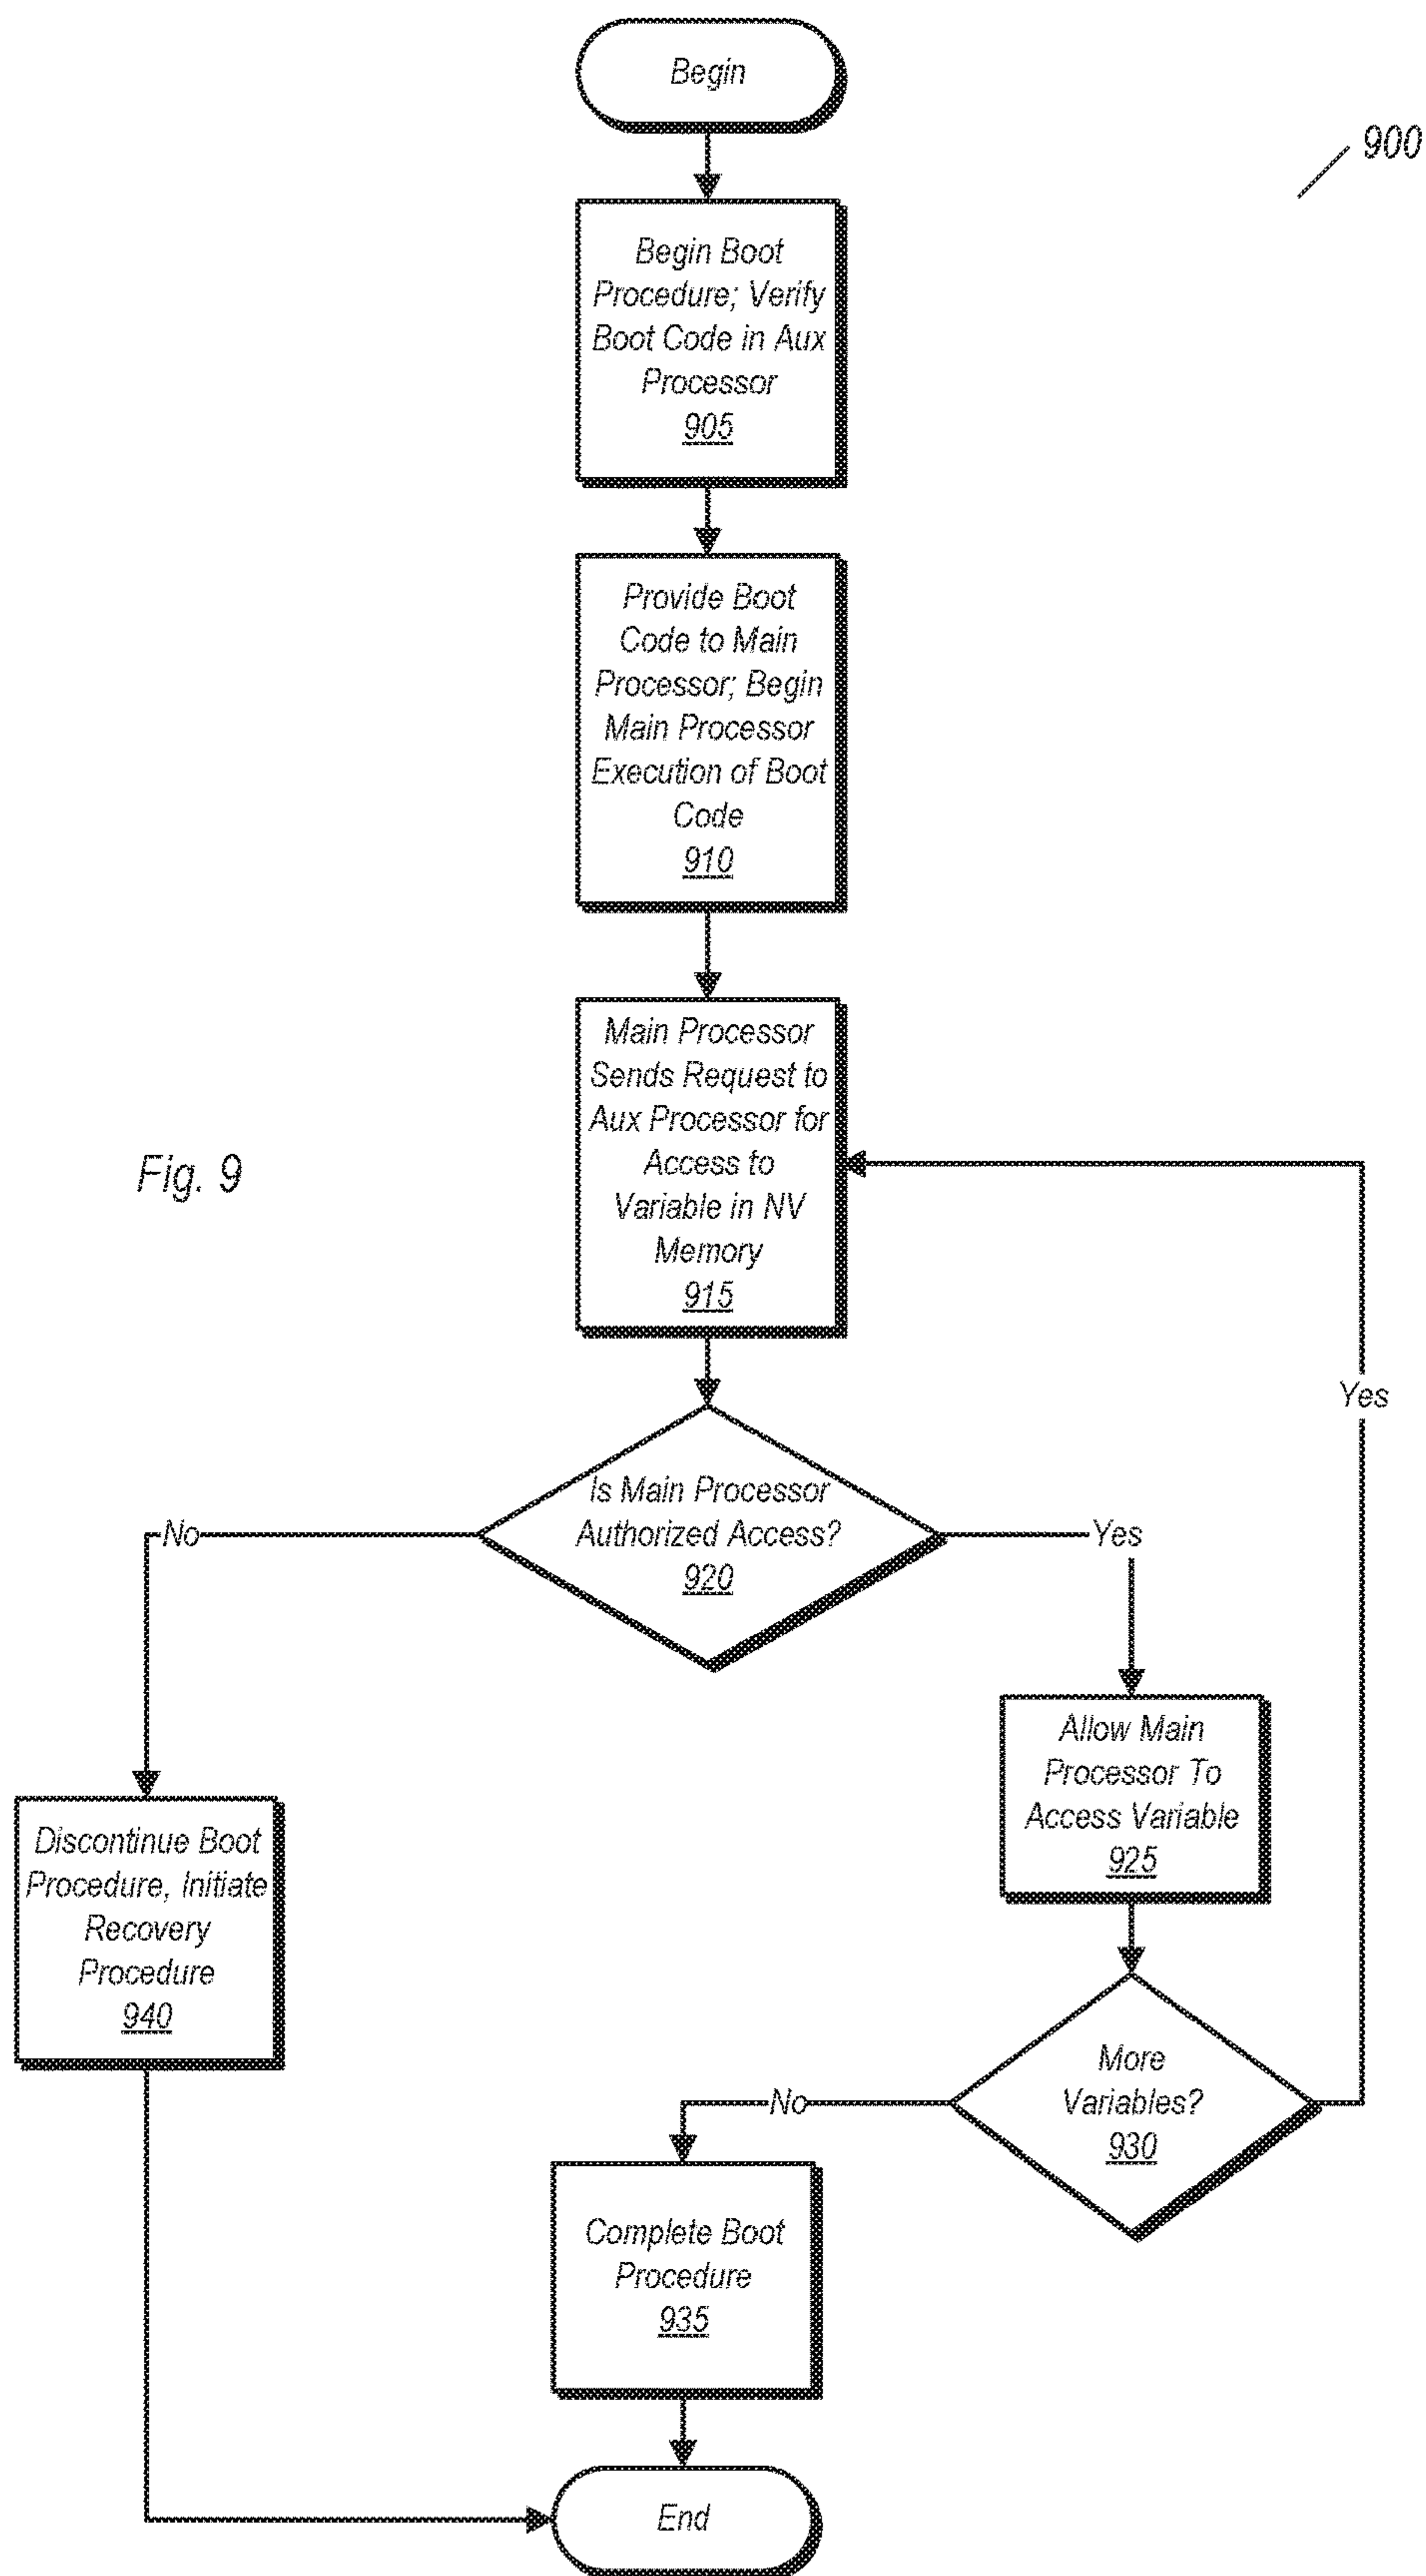 Begin
900
Begin Boot
Procedure; Verify
Boot Code in Aux
Processor
905
Provide Boot
Code to Main
Processor; Begin
Main Processor
Execution of Boot
Code
910
Main Processor
Sends Request to
Aux Processor for
Access to
Variable in NV
Memory
915
Fig. 9
Yes
Is Main Processor
Authorized Access?
920
No
Yes
Allow Main
Processor To
Access Variable
925
Discontinue Boot
Procedure, Initiate
Recovery
Procedure
940
More
Variables?
930
No
Complete Boot
Procedure
935
End